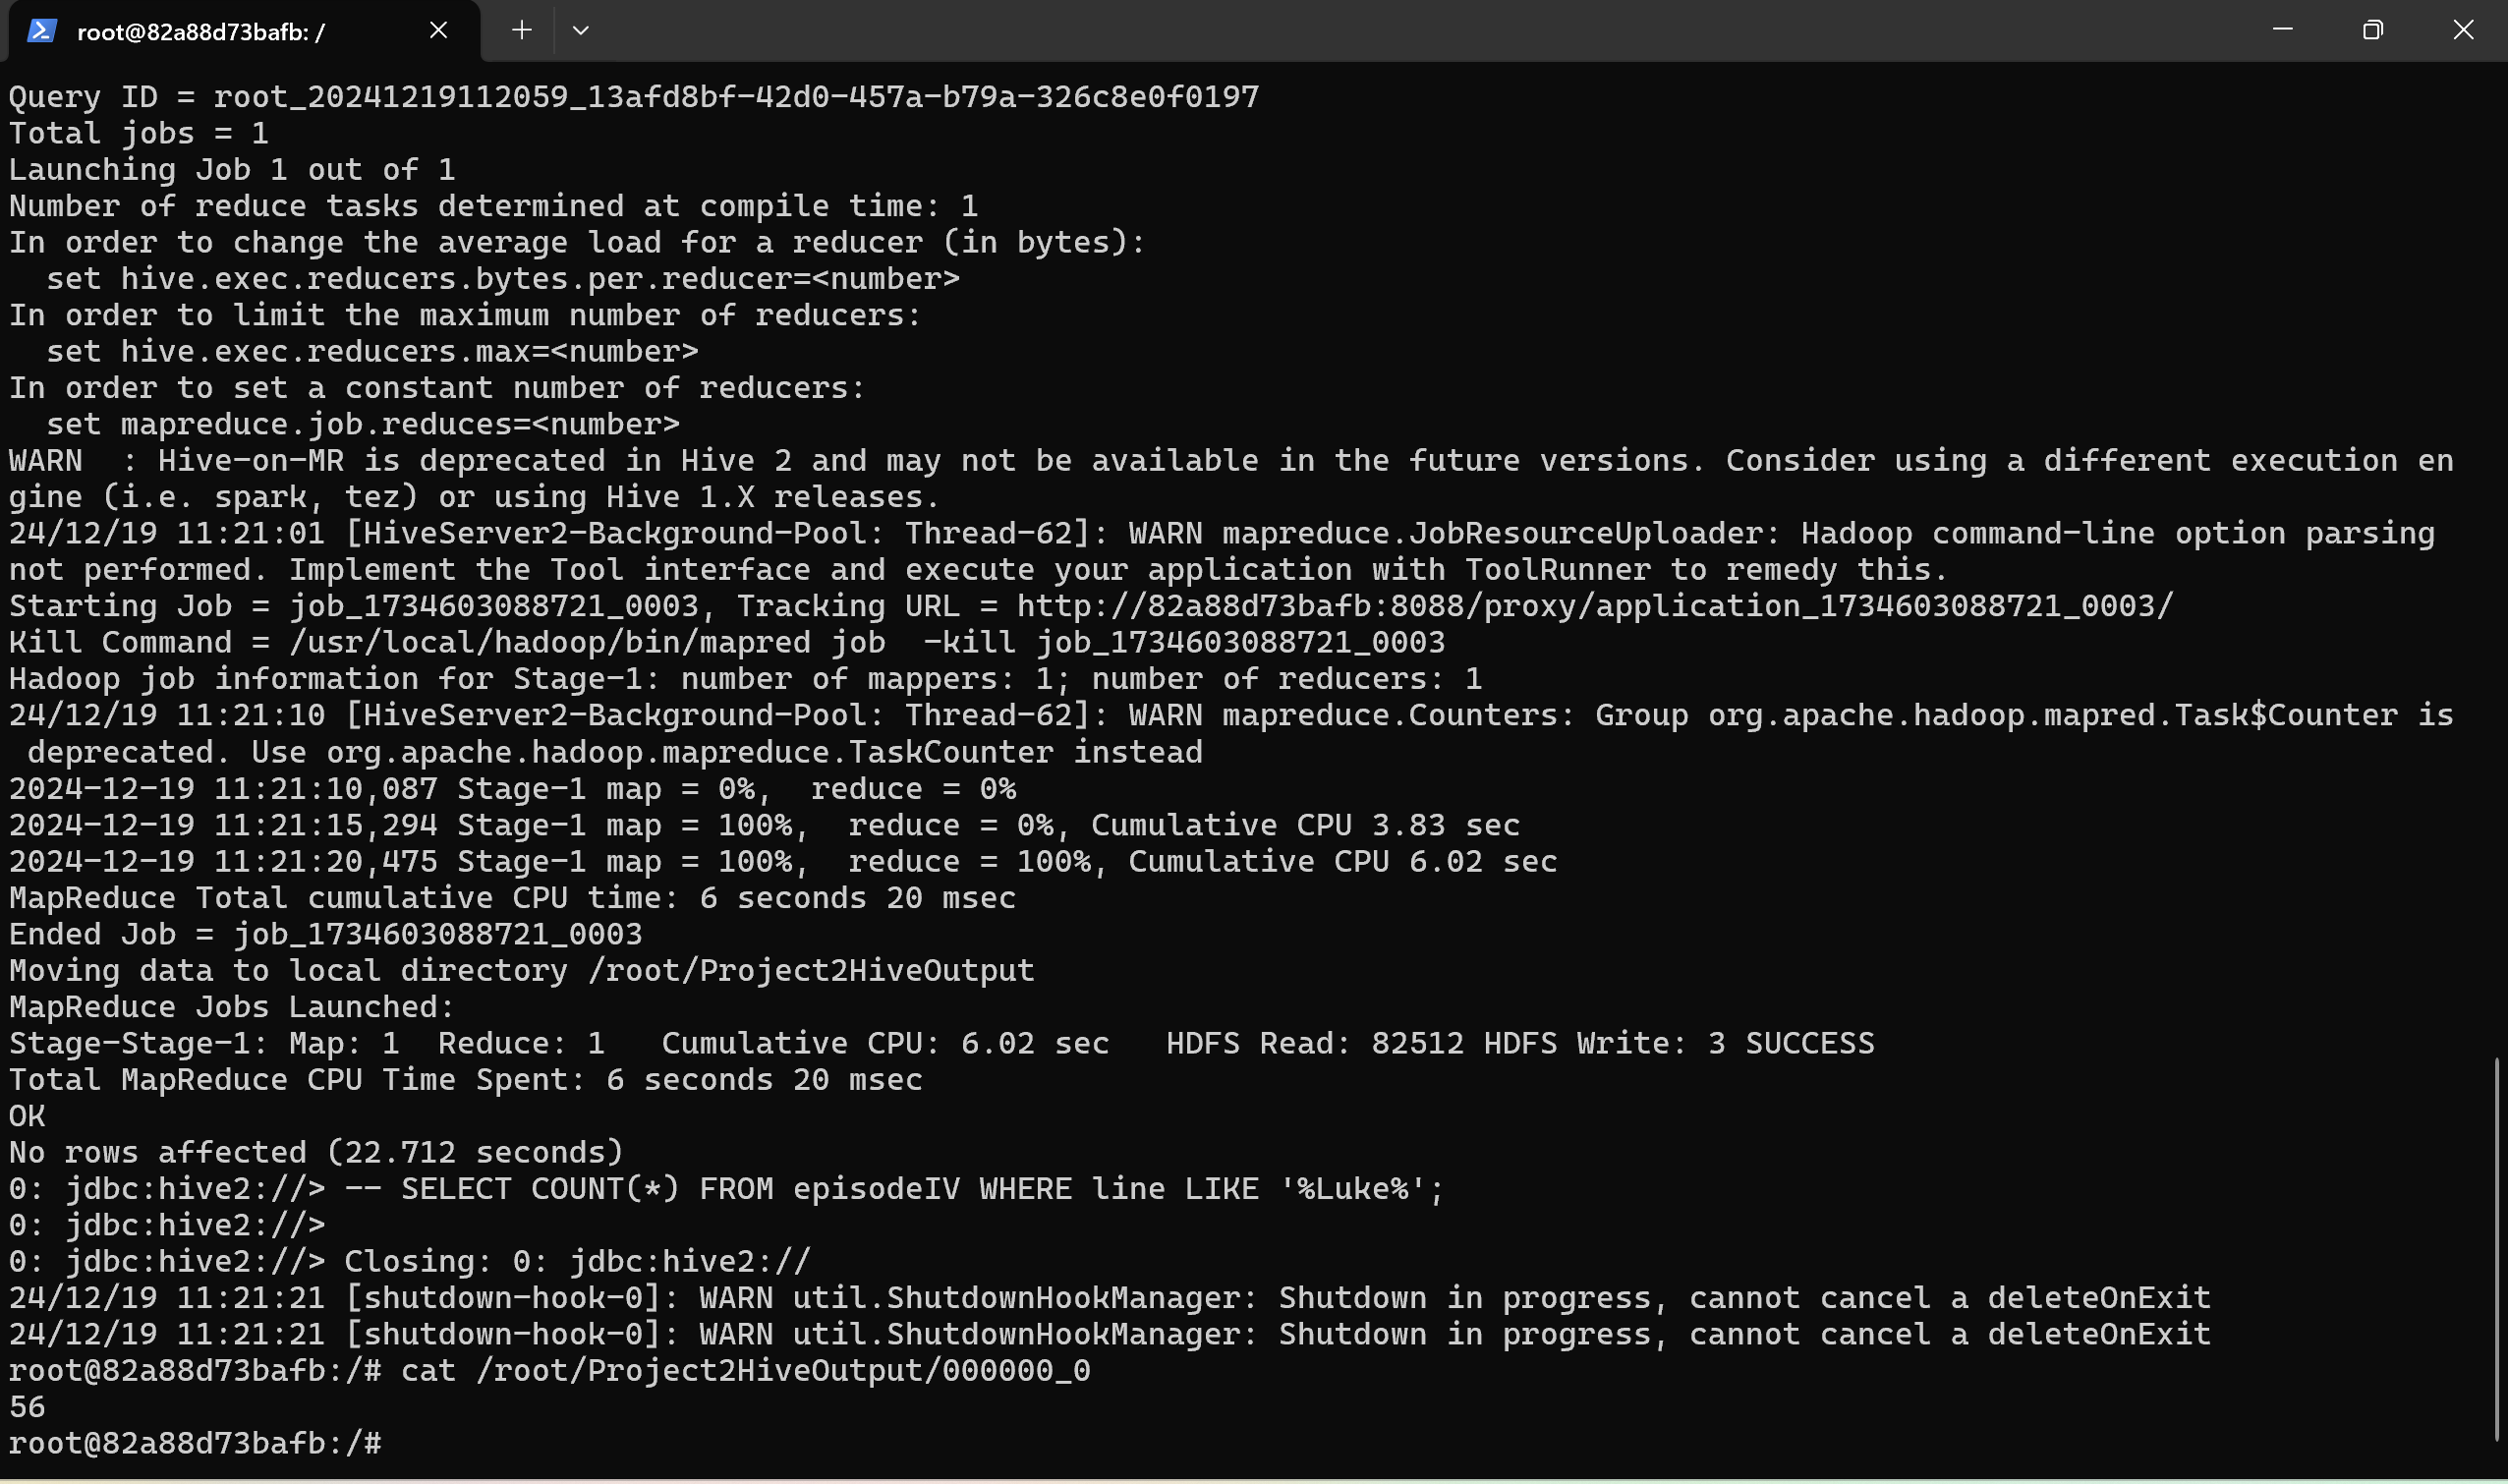 root@82a88d73bafb: /
Query ID = root_20241219112059_13afd8bf-42d0-457a-b79a-326c8e0f0197
Total jobs = 1
Launching Job 1 out of 1
Number of reduce tasks determined at compile time: 1
In order to change the average load for a reducer (in bytes):
  set hive.exec.reducers.bytes.per.reducer=<number>
In order to limit the maximum number of reducers:
  set hive.exec.reducers.max=<number>
In order to set a constant number of reducers:
  set mapreduce.job.reduces=<number>
WARN  : Hive-on-MR is deprecated in Hive 2 and may not be available in the future versions. Consider using a different execution en
gine (i.e. spark, tez) or using Hive 1.X releases.
24/12/19 11:21:01 [HiveServer2-Background-Pool: Thread-62]: WARN mapreduce.JobResourceUploader: Hadoop command-line option parsing
not performed. Implement the Tool interface and execute your application with ToolRunner to remedy this.
Starting Job = job_1734603088721_0003, Tracking URL = http://82a88d73bafb:8088/proxy/application_1734603088721_0003/
Kill Command = /usr/local/hadoop/bin/mapred job  -kill job_1734603088721_0003
Hadoop job information for Stage-1: number of mappers: 1; number of reducers: 1
24/12/19 11:21:10 [HiveServer2-Background-Pool: Thread-62]: WARN mapreduce.Counters: Group org.apache.hadoop.mapred.Task$Counter is
 deprecated. Use org.apache.hadoop.mapreduce.TaskCounter instead
2024-12-19 11:21:10,087 Stage-1 map = 0%,  reduce = 0%
2024-12-19 11:21:15,294 Stage-1 map = 100%,  reduce = 0%, Cumulative CPU 3.83 sec
2024-12-19 11:21:20,475 Stage-1 map = 100%,  reduce = 100%, Cumulative CPU 6.02 sec
MapReduce Total cumulative CPU time: 6 seconds 20 msec
Ended Job = job_1734603088721_0003
Moving data to local directory /root/Project2HiveOutput
MapReduce Jobs Launched:
Stage-Stage-1: Map: 1  Reduce: 1   Cumulative CPU: 6.02 sec   HDFS Read: 82512 HDFS Write: 3 SUCCESS
Total MapReduce CPU Time Spent: 6 seconds 20 msec
OK
No rows affected (22.712 seconds)
0: jdbc:hive2://> -- SELECT COUNT(*) FROM episodeIV WHERE line LIKE '%Luke%';
0: jdbc:hive2://>
0: jdbc:hive2://> Closing: 0: jdbc:hive2://
24/12/19 11:21:21 [shutdown-hook-0]: WARN util.ShutdownHookManager: Shutdown in progress, cannot cancel a deleteOnExit
24/12/19 11:21:21 [shutdown-hook-0]: WARN util.ShutdownHookManager: Shutdown in progress, cannot cancel a deleteOnExit
root@82a88d73bafb:/# cat /root/Project2HiveOutput/000000_0
56
root@82a88d73bafb:/#